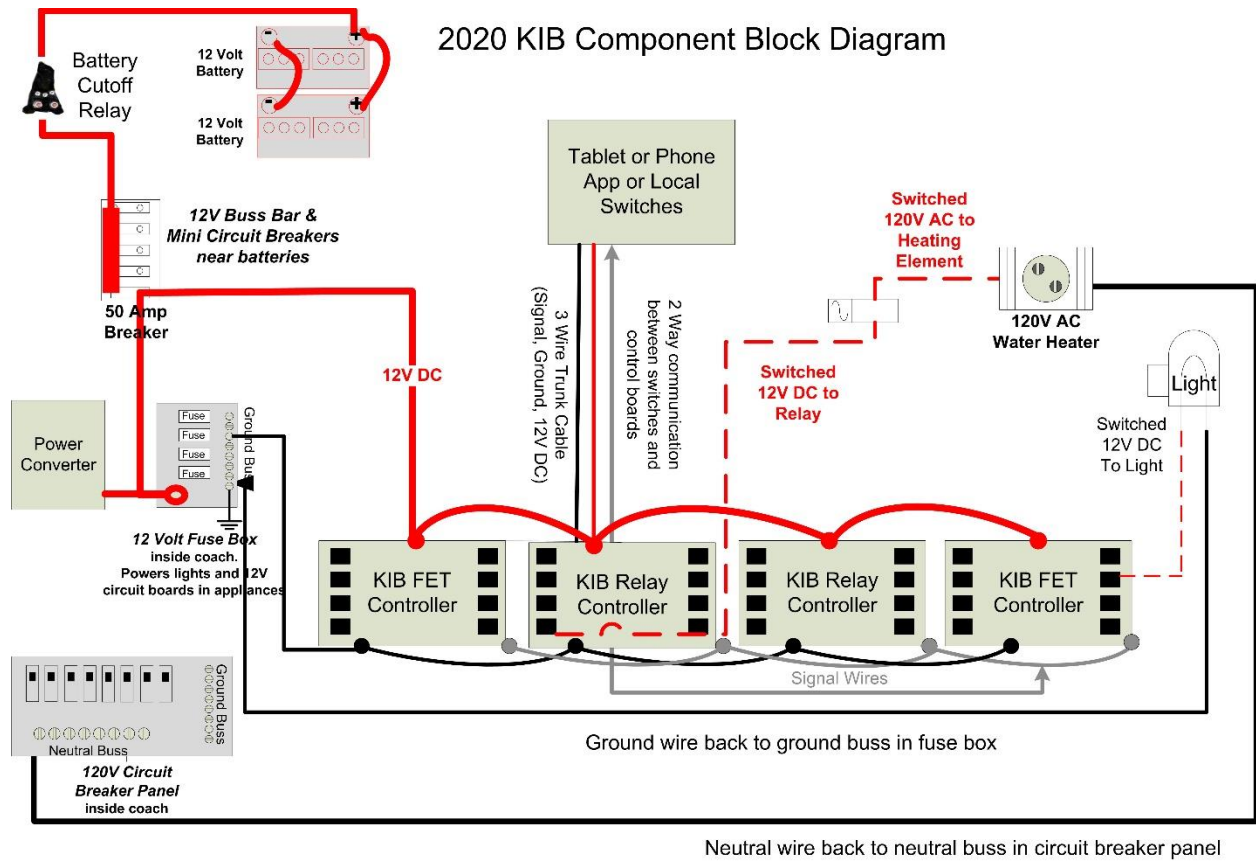 2020 KIB Component Block Diagram
Battery
Cutoff
Relay
12 Volt
Battery
-
+
12 Volt
Battery
-
+
12V Buss Bar &
Mini Circuit Breakers
near batteries
50 Amp
Breaker
Tablet or Phone
App or Local
Switches
3 Wire Trunk Cable
(Signal, Ground, 12V DC)
2 Way communication
between switches and
control boards
Switched
120V AC to
Heating
Element
120V AC
Water Heater
Switched
12V DC to
Relay
Light
Switched
12V DC
To Light
12V DC
Power
Converter
Fuse
Fuse
Fuse
Fuse
Ground Buss
12 Volt Fuse Box
inside coach.
Powers lights and 12V
circuit boards in appliances
KIB FET
Controller
KIB Relay
Controller
KIB Relay
Controller
KIB FET
Controller
Signal Wires
Ground Buss
Neutral Buss
120V Circuit
Breaker Panel
inside coach
Ground wire back to ground buss in fuse box
Neutral wire back to neutral buss in circuit breaker panel